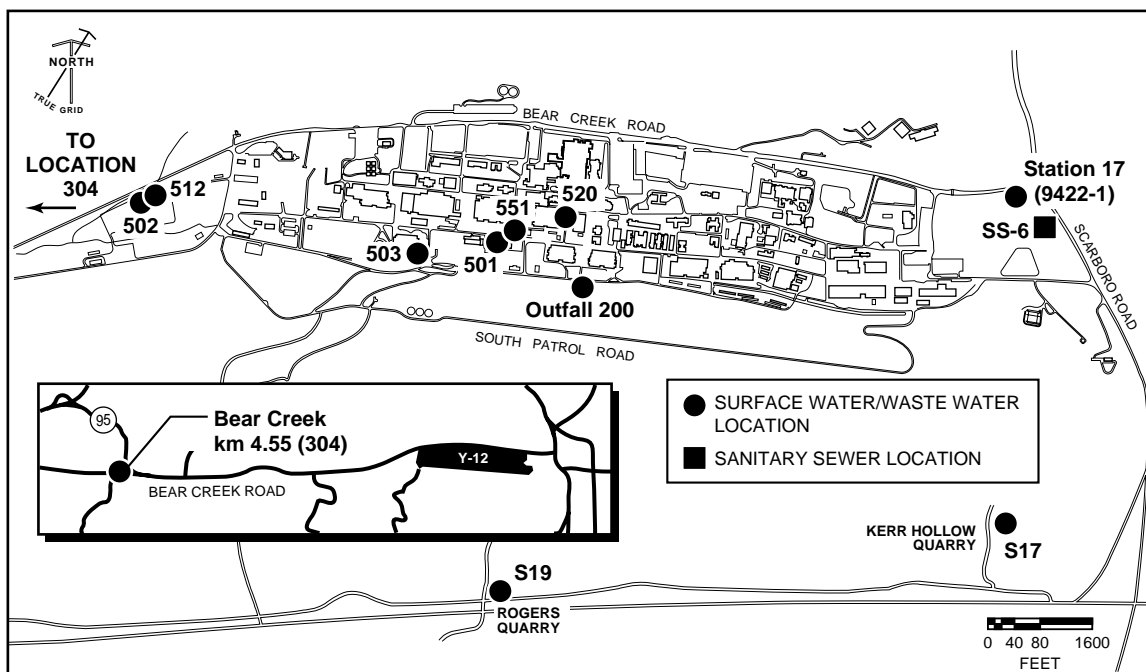 NORTH
TRUE GRID
BEAR CREEK ROAD
TO
LOCATION
304
512
502
503
501
551
520
Outfall 200
Station 17
(9422-1)
SS-6
SCARBORO ROAD
SOUTH PATROL ROAD
95
Bear Creek
km 4.55 (304)
Y-12
BEAR CREEK ROAD
SURFACE WATER/WASTE WATER
LOCATION
SANITARY SEWER LOCATION
KERR HOLLOW
QUARRY
S17
S19
ROGERS
QUARRY
0 40 80 1600
FEET